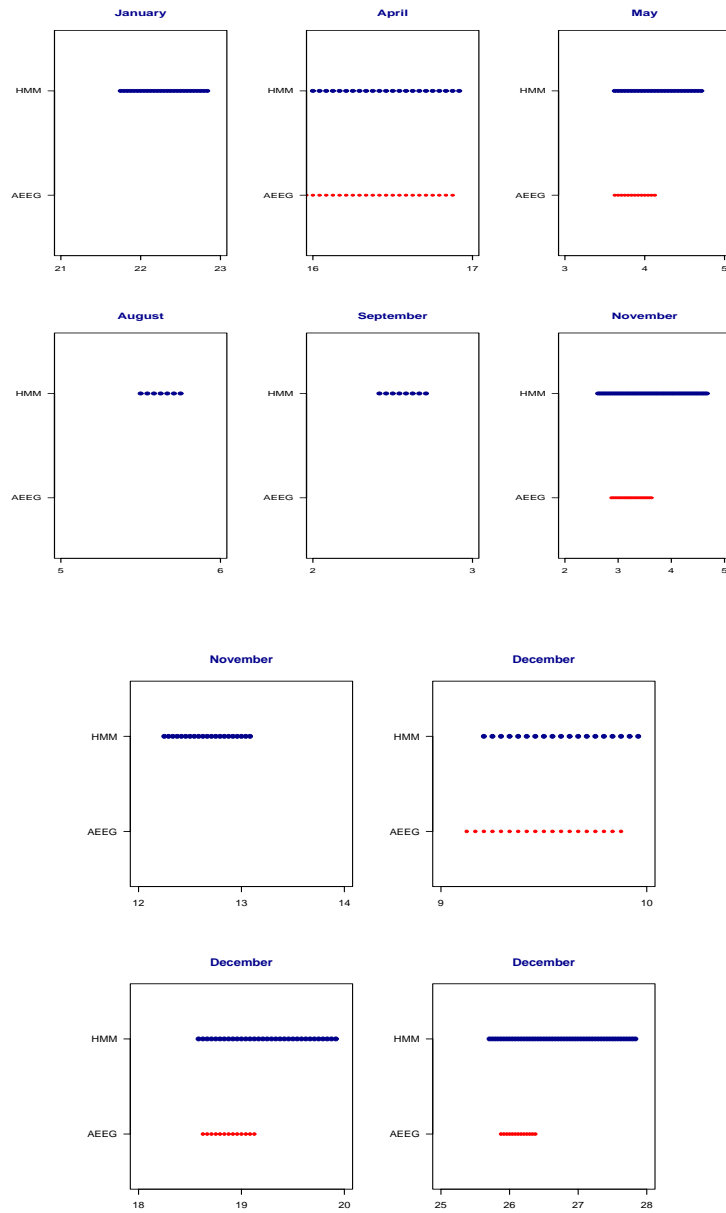 January April May
HMM HMM HMM
AEEG AEEG AEEG
21 22 23 16 17 3 4 5
August September November
HMM HMM HMM
AEEG AEEG AEEG
5 6 2 3 2 3 4 5
November December
HMM HMM
AEEG AEEG
12 13 14 9 10
December December
HMM HMM
AEEG AEEG
18 19 20 25 26 27 28